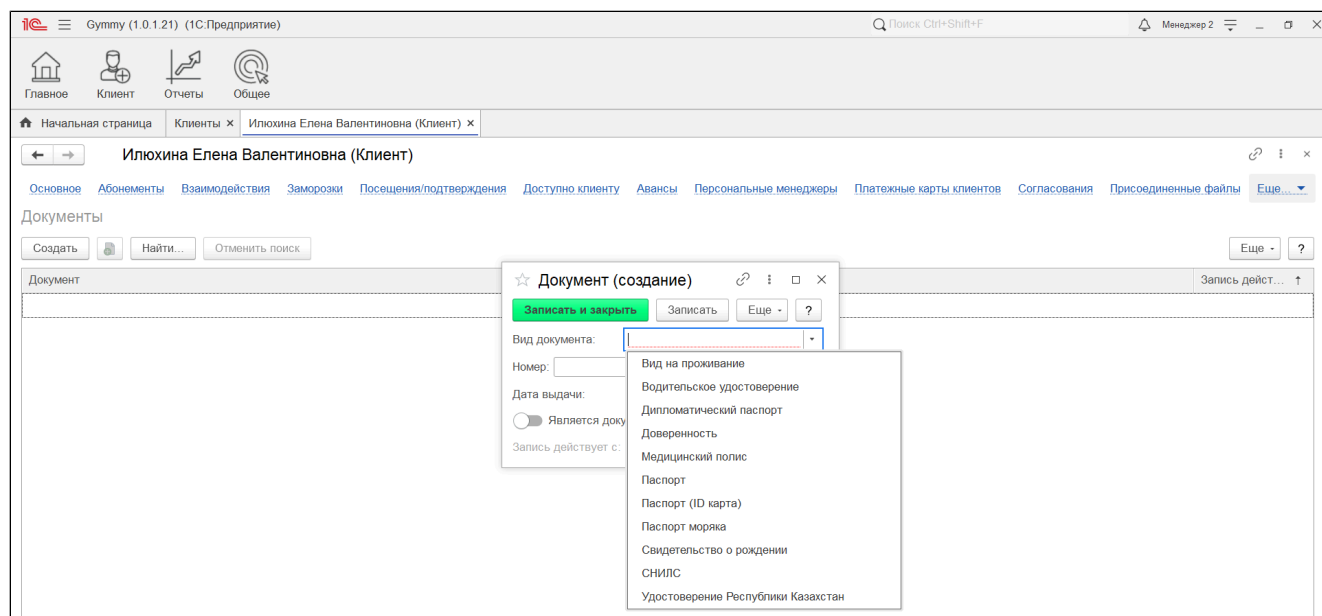 1С Gymmy (1.0.1.21) (1С:Предприятие) Поиск Ctrl+Shift+F Менеджер 2
Главное Клиент Отчеты Общее
Начальная страница Клиенты × Илюхина Елена Валентиновна (Клиент) ×
Илюхина Елена Валентиновна (Клиент)
Основное Абонементы Взаимодействия Заморозки Посещения/подтверждения Доступно клиенту Авансы Персональные менеджеры Платежные карты клиентов Согласования Присоединенные файлы Еще...
Документы
Создать Найти... Отменить поиск Еще ?
Документ Запись дейст... ↑
Документ (создание)
Записать и закрыть Записать Еще ?
Вид документа:
Номер:
Дата выдачи:
Является доку
Запись действует с:
Вид на проживание
Водительское удостоверение
Дипломатический паспорт
Доверенность
Медицинский полис
Паспорт
Паспорт (ID карта)
Паспорт моряка
Свидетельство о рождении
СНИЛС
Удостоверение Республики Казахстан